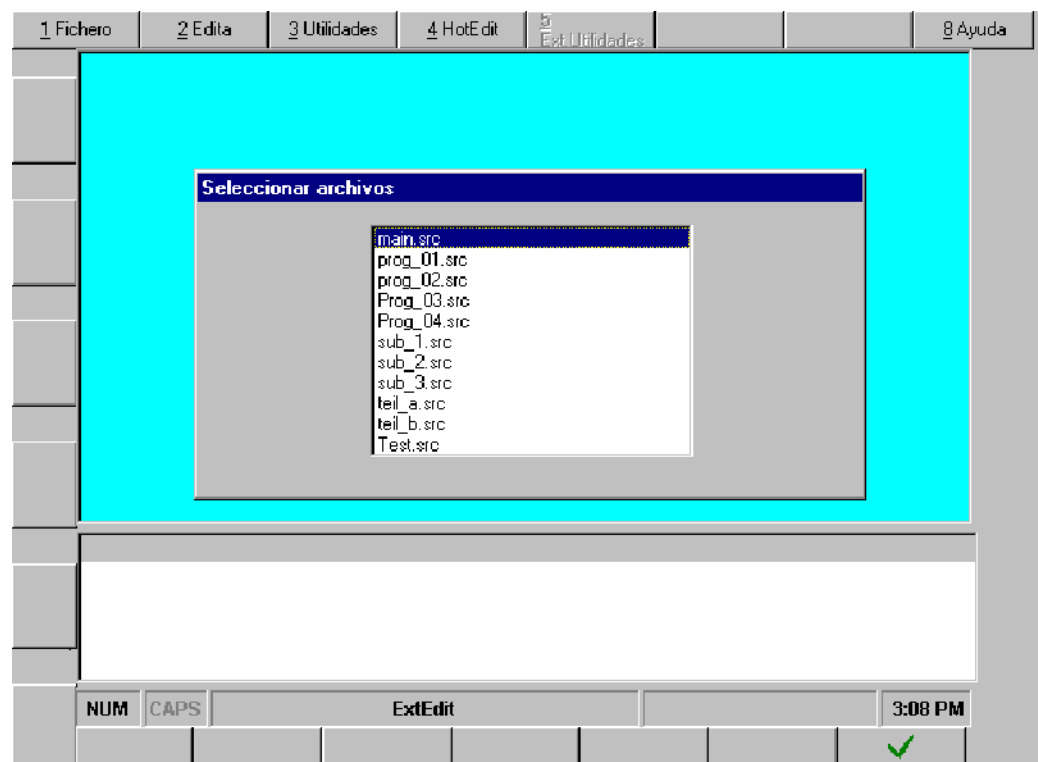 1 Fichero 2 Edita 3 Utilidades 4 HotEdit 5 Ext.Utilidades 8 Ayuda
Seleccionar archivos
main.src
prog_01.src
prog_02.src
Prog_03.src
Prog_04.src
sub_1.src
sub_2.src
sub_3.src
teil_a.src
teil_b.src
Test.src
NUM CAPS ExtEdit 3:08 PM